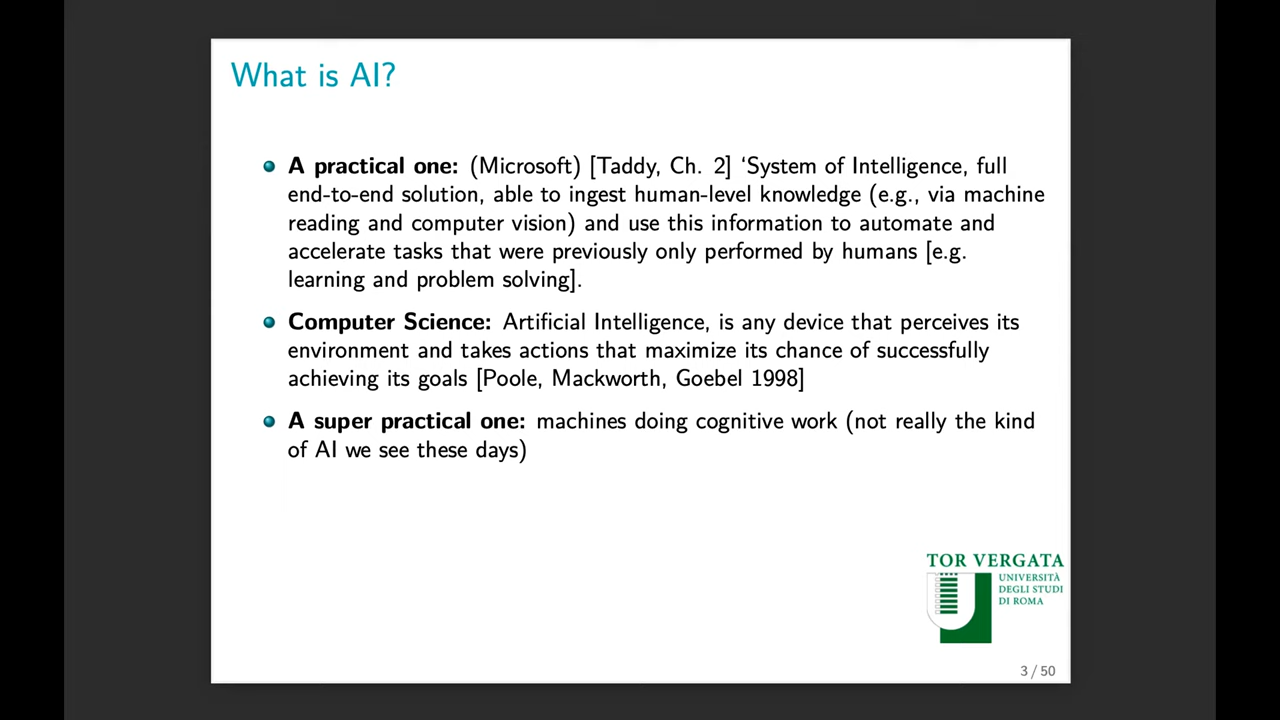 What is AI?
A practical one: (Microsoft) [Taddy, Ch. 2] ‘System of Intelligence, full
end-to-end solution, able to ingest human-level knowledge (e.g., via machine
reading and computer vision) and use this information to automate and
accelerate tasks that were previously only performed by humans [e.g.
learning and problem solving].
Computer Science: Artificial Intelligence, is any device that perceives its
environment and takes actions that maximize its chance of successfully
achieving its goals [Poole, Mackworth, Goebel 1998]
A super practical one: machines doing cognitive work (not really the kind
of AI we see these days)
TOR VERGATA
UNIVERSITÀ
DEGLI STUDI
DI ROMA
3 / 50